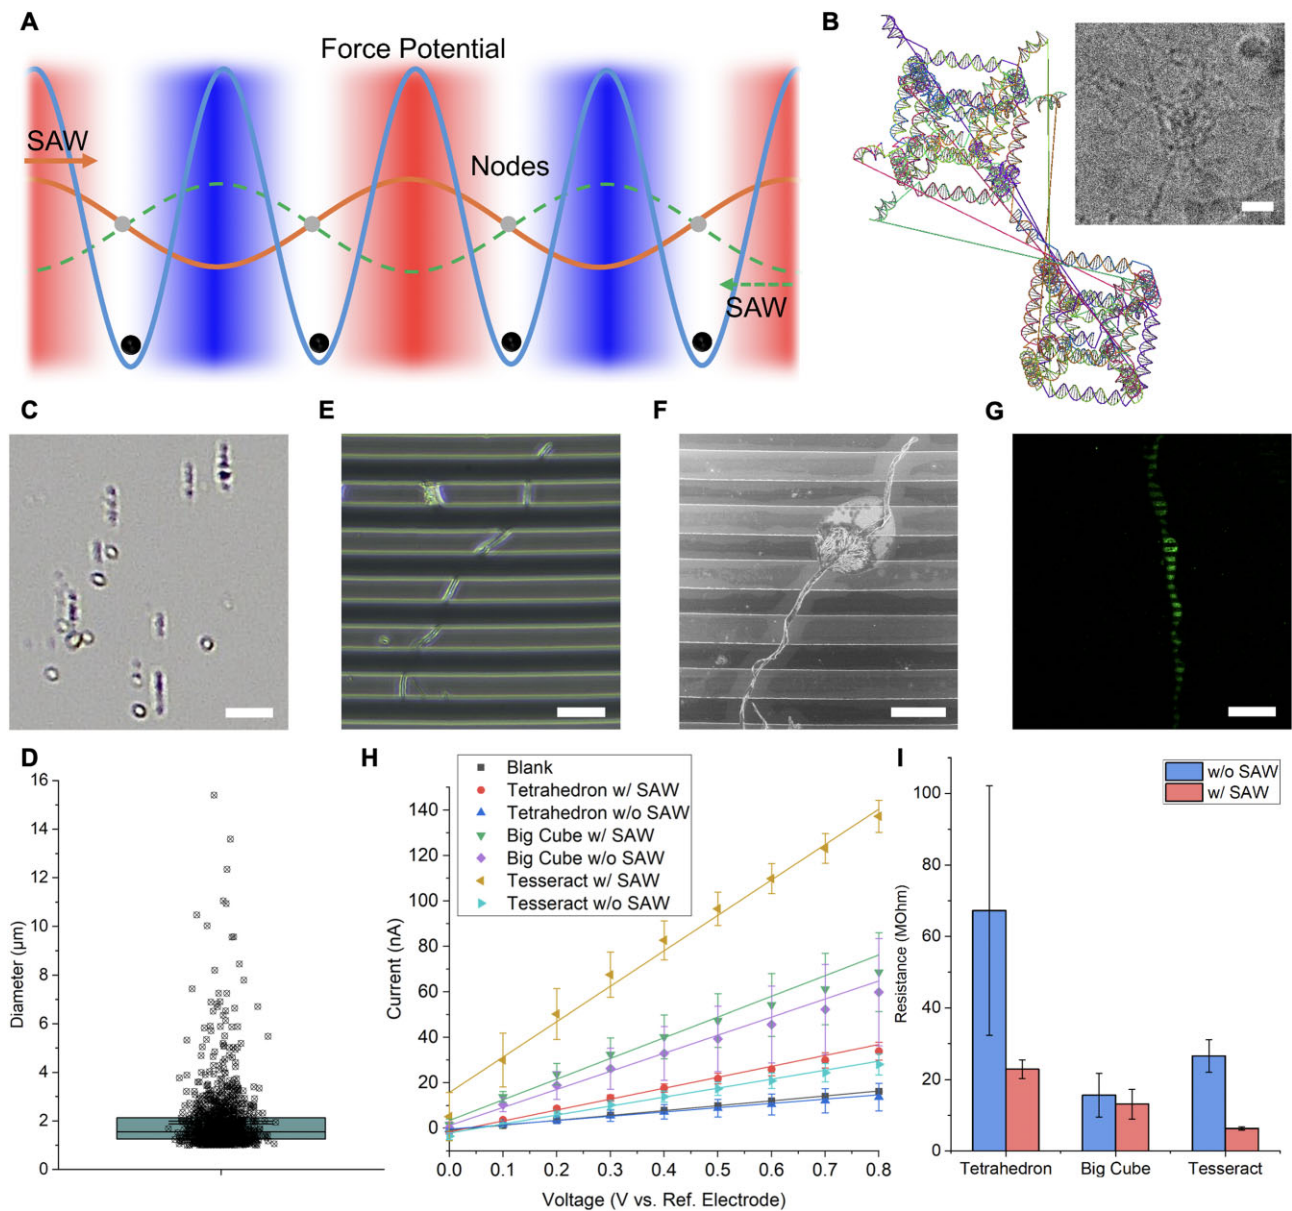 A
Force Potential
SAW
Nodes
SAW
B
C
E
F
G
D
16
14
12
10
8
6
4
2
0
Diameter (μm)
H
Blank
Tetrahedron w/ SAW
Tetrahedron w/o SAW
Big Cube w/ SAW
Big Cube w/o SAW
Tesseract w/ SAW
Tesseract w/o SAW
140
120
100
80
60
40
20
0
Current (nA)
0.0 0.1 0.2 0.3 0.4 0.5 0.6 0.7 0.8
Voltage (V vs. Ref. Electrode)
I
w/o SAW
w/ SAW
100
80
60
40
20
0
Resistance (MOhm)
Tetrahedron Big Cube Tesseract